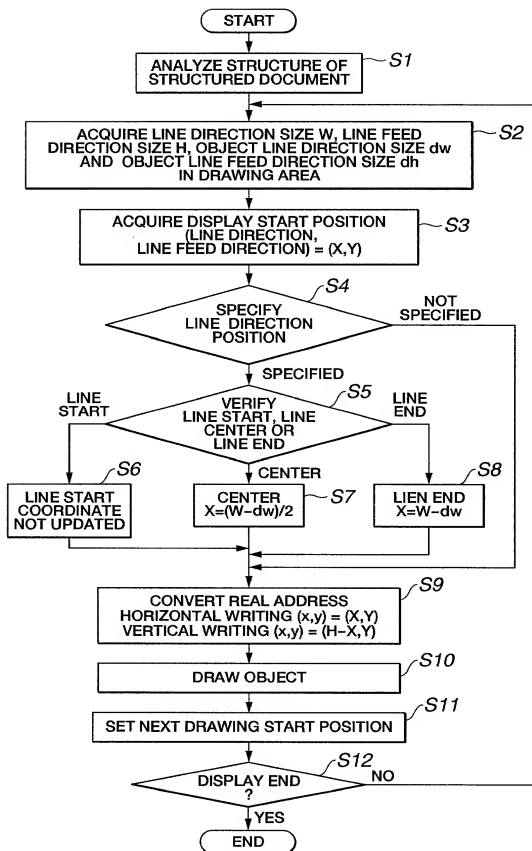 START
ANALYZE STRUCTURE OF
STRUCTURED DOCUMENT
S1
ACQUIRE LINE DIRECTION SIZE W, LINE FEED
DIRECTION SIZE H, OBJECT LINE DIRECTION SIZE dw
AND OBJECT LINE FEED DIRECTION SIZE dh
IN DRAWING AREA
S2
ACQUIRE DISPLAY START POSITION
(LINE DIRECTION,
LINE FEED DIRECTION) = (X,Y)
S3
SPECIFY
LINE DIRECTION
POSITION
S4
NOT
SPECIFIED
SPECIFIED
VERIFY
LINE START, LINE
CENTER OR
LINE END
S5
LINE
START
LINE
END
CENTER
LINE START
COORDINATE
NOT UPDATED
S6
CENTER
X=(W-dw)/2
S7
LIEN END
X=W-dw
S8
CONVERT REAL ADDRESS
HORIZONTAL WRITING (x,y) = (X,Y)
VERTICAL WRITING (x,y) = (H-X,Y)
S9
DRAW OBJECT
S10
SET NEXT DRAWING START POSITION
S11
DISPLAY END
?
S12
NO
YES
END